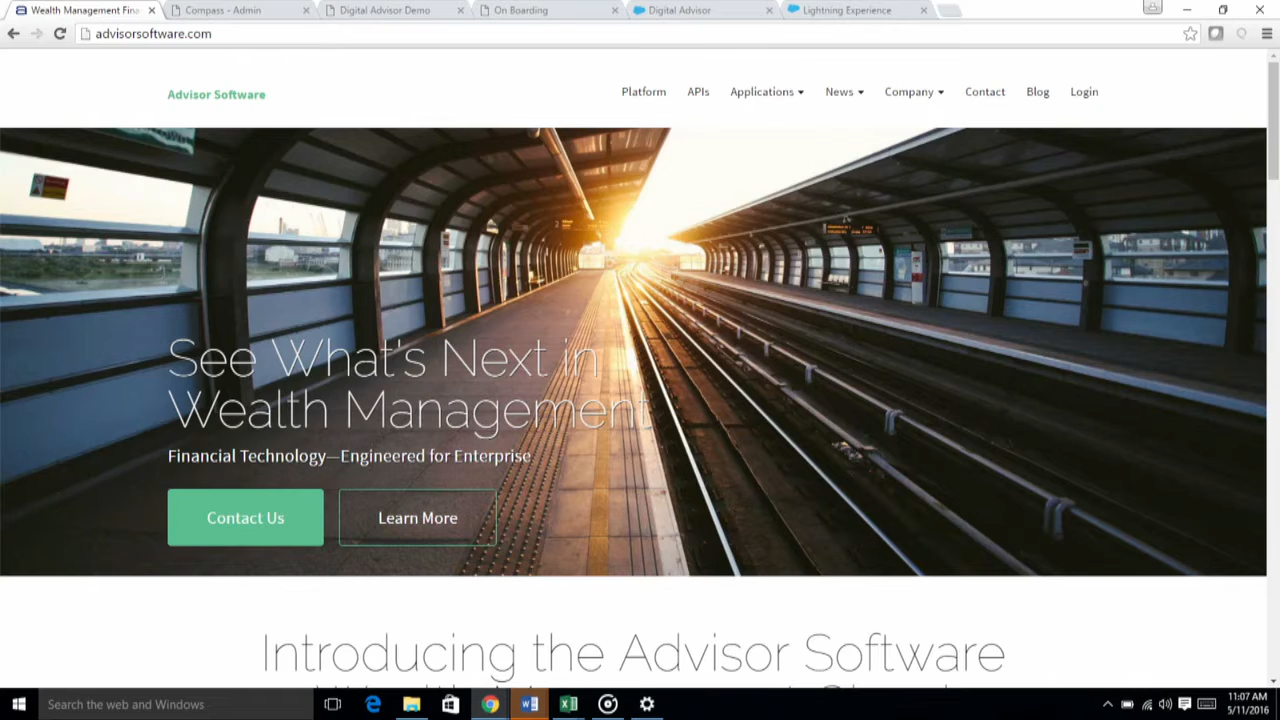 Wealth Management Fina
Compass - Admin
Digital Advisor Demo
On Boarding
Digital Advisor
Lightning Experience
advisorsoftware.com
Advisor Software
Platform
APIs
Applications
News
Company
Contact
Blog
Login
See What's Next in
Wealth Management
Financial Technology—Engineered for Enterprise
Contact Us
Learn More
Introducing the Advisor Software
Search the web and Windows
11:07 AM
5/11/2016